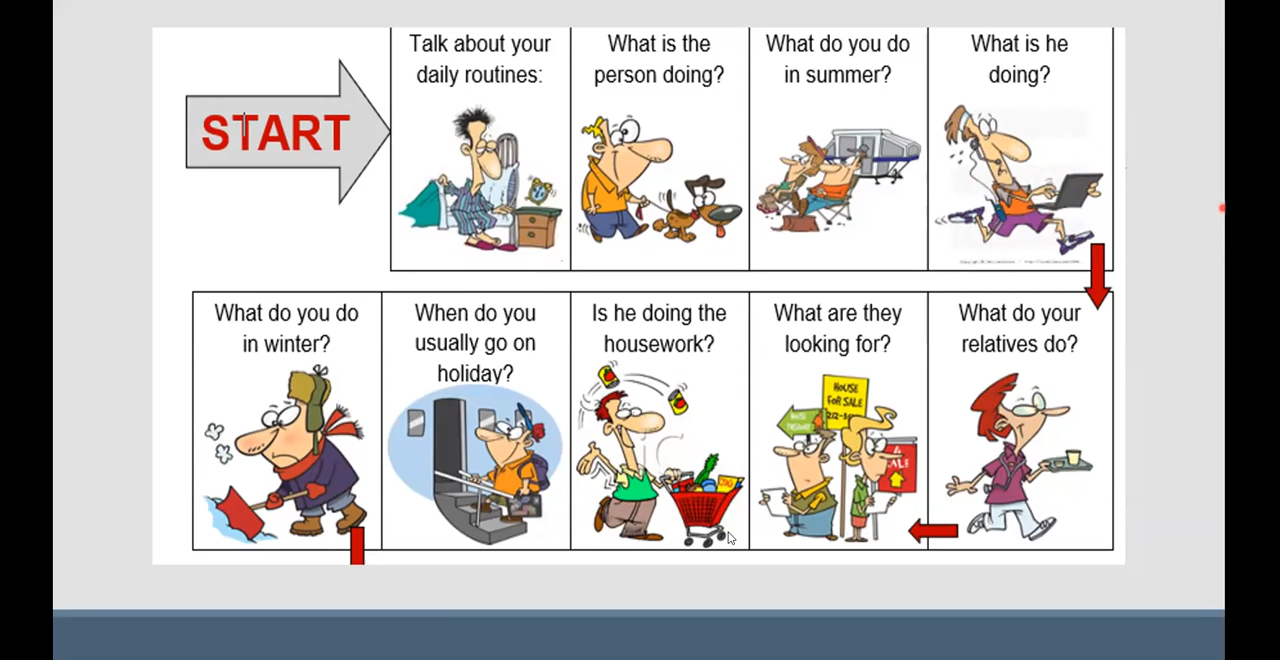 START
Talk about your
daily routines:
What is the
person doing?
What do you do
in summer?
What is he
doing?
What do your
relatives do?
What are they
looking for?
HOUSE
FOR SALE
Is he doing the
housework?
When do you
usually go on
holiday?
What do you do
in winter?